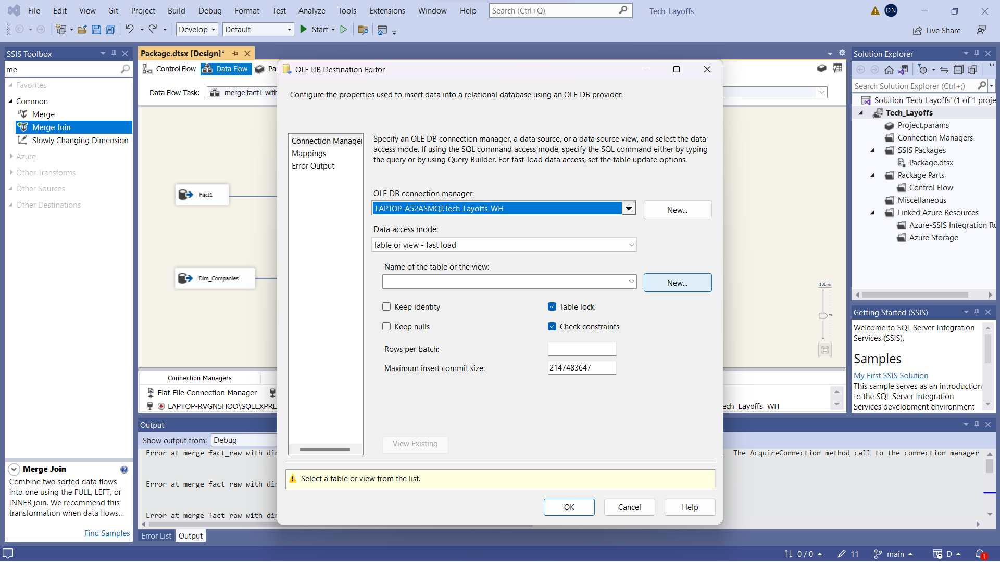 File Edit View Git Project Build Debug Format Test Analyze Tools Extensions Window Help Search (Ctrl+Q) Tech_Layoffs DN
Develop Default Start Live Share
SSIS Toolbox
me
Favorites
Common
Merge
Merge Join
Slowly Changing Dimension
Azure
Other Transforms
Other Sources
Other Destinations
Merge Join
Combine two sorted data flows
into one using the FULL, LEFT, or
INNER join. We recommend this
transformation when data flows...
Find Samples
Package.dtsx [Design]*
Control Flow Data Flow Pa
Data Flow Task: merge fact1 with
Fact1
Dim_Companies
100%
Connection Managers
Flat File Connection Manager
LAPTOP-RVGN5HOO\SQLEXPRE
ech_Layoffs_WH
OLE DB Destination Editor
Configure the properties used to insert data into a relational database using an OLE DB provider.
Connection Manager
Mappings
Error Output
Specify an OLE DB connection manager, a data source, or a data source view, and select the data
access mode. If using the SQL command access mode, specify the SQL command either by typing
the query or by using Query Builder. For fast-load data access, set the table update options.
OLE DB connection manager:
LAPTOP-A52ASMQJ.Tech_Layoffs_WH New...
Data access mode:
Table or view - fast load
Name of the table or the view:
New...
Keep identity Table lock
Keep nulls Check constraints
Rows per batch:
Maximum insert commit size: 2147483647
View Existing
Select a table or view from the list.
OK Cancel Help
Output
Show output from: Debug
Error at merge fact_raw with dim . The AcquireConnection method call to the connection manager
Error at merge fact_raw with dim
Error at merge fact_raw with dim
Error List Output
Solution Explorer
Search Solution Explorer (Ctrl+;)
Solution 'Tech_Layoffs' (1 of 1 proje
Tech_Layoffs
Project.params
Connection Managers
SSIS Packages
Package.dtsx
Package Parts
Control Flow
Miscellaneous
Linked Azure Resources
Azure-SSIS Integration Ru
Azure Storage
Getting Started (SSIS)
Welcome to SQL Server Integration
Services (SSIS).
Samples
My First SSIS Solution
This sample serves as an introduction
to the SQL Server Integration
Services development environment
0 / 0 11 main D 1